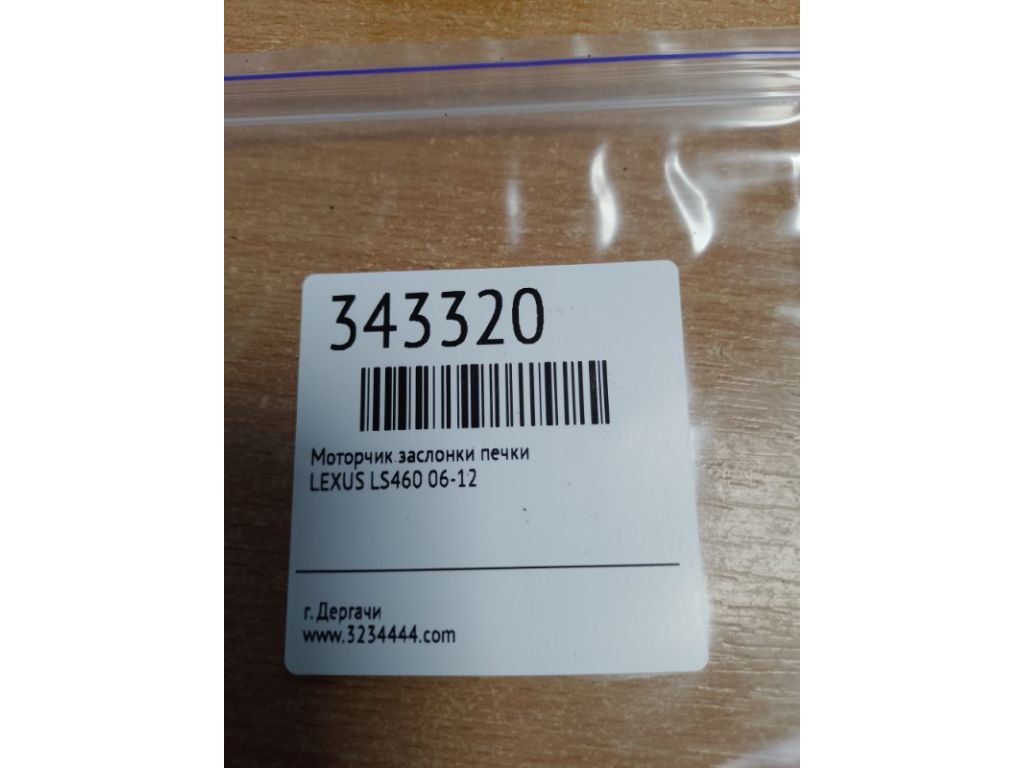 343320
Моторчик заслонки печки
LEXUS LS460 06-12
г. Дергачи
www.3234444.com